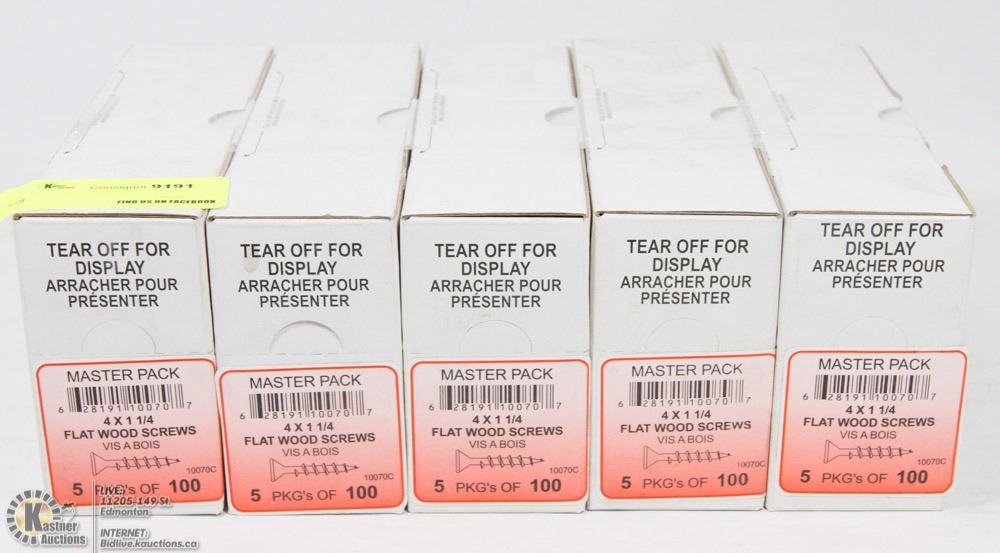 Consignor 9191
FIND US ON FACEBOOK
TEAR OFF FOR
DISPLAY
ARRACHER POUR
PRÉSENTER
MASTER PACK
6 28191 10070 7
4 X 1 1/4
FLAT WOOD SCREWS
VIS A BOIS
10070C
5 PKG's OF 100
TEAR OFF FOR
DISPLAY
ARRACHER POUR
PRÉSENTER
MASTER PACK
6 28191 10070 7
4 X 1 1/4
FLAT WOOD SCREWS
VIS A BOIS
10070C
5 PKG's OF 100
TEAR OFF FOR
DISPLAY
ARRACHER POUR
PRÉSENTER
MASTER PACK
6 28191 10070 7
4 X 1 1/4
FLAT WOOD SCREWS
VIS A BOIS
10070C
5 PKG's OF 100
TEAR OFF FOR
DISPLAY
ARRACHER POUR
PRÉSENTER
MASTER PACK
6 28191 10070 7
4 X 1 1/4
FLAT WOOD SCREWS
VIS A BOIS
10070C
5 PKG's OF 100
TEAR OFF FOR
DISPLAY
ARRACHER POUR
PRÉSENTER
MASTER PACK
6 28191 10070 7
4 X 1 1/4
FLAT WOOD SCREWS
VIS A BOIS
10070C
5 PKG's OF 100
K
Kastner
Auctions
LIVE:
11205-149 St.
Edmonton
INTERNET:
Bidlive.kauctions.ca